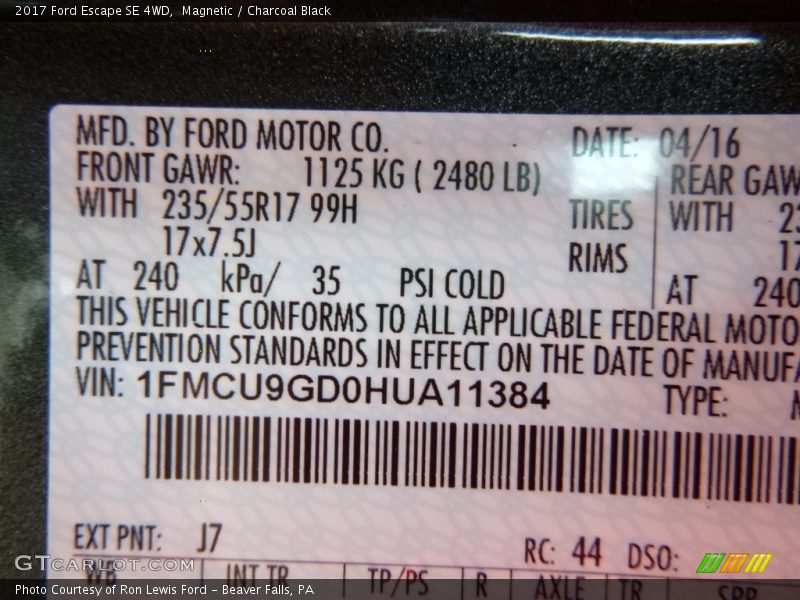 2017 Ford Escape SE 4WD,  Magnetic / Charcoal Black
MFD. BY FORD MOTOR CO. DATE: 04/16
FRONT GAWR: 1125 KG ( 2480 LB) REAR GAW
WITH 235/55R17 99H TIRES WITH 23
17x7.5J RIMS 17
AT 240 kPa/ 35 PSI COLD AT 240
THIS VEHICLE CONFORMS TO ALL APPLICABLE FEDERAL MOTO
PREVENTION STANDARDS IN EFFECT ON THE DATE OF MANUFA
VIN: 1FMCU9GD0HUA11384 TYPE:
EXT PNT: J7 RC: 44 DSO:
WB INT TR TP/PS R AXLE TR SPR
GTCarLot.com
Photo Courtesy of Ron Lewis Ford - Beaver Falls, PA